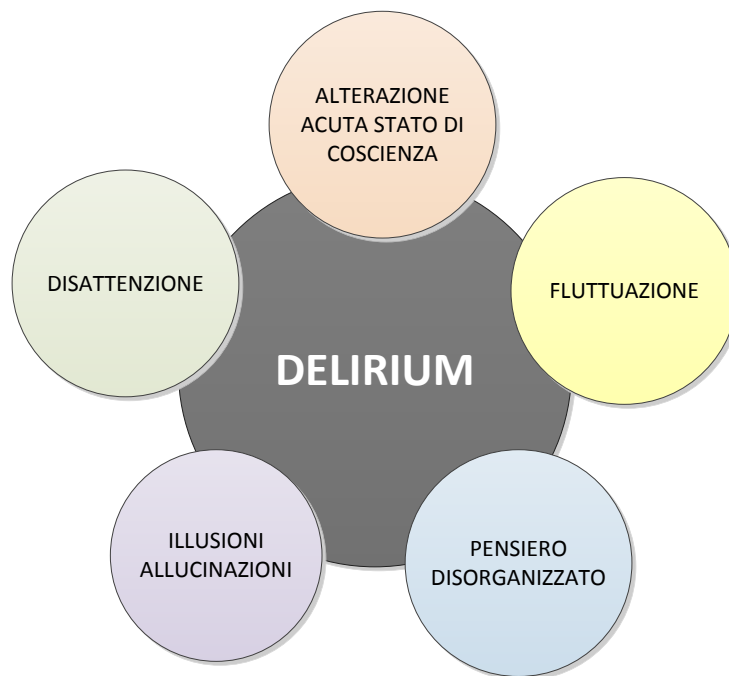 ALTERAZIONE
ACUTA STATO DI
COSCIENZA
DISATTENZIONE
FLUTTUAZIONE
DELIRIUM
ILLUSIONI
ALLUCINAZIONI
PENSIERO
DISORGANIZZATO